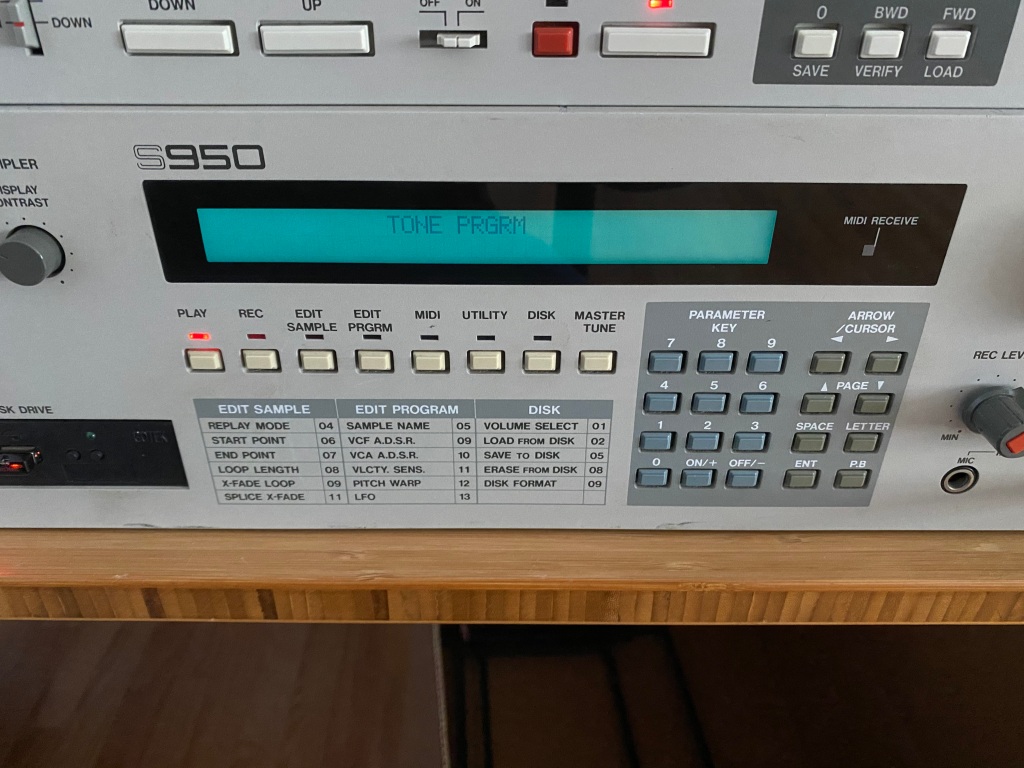 DOWN
DOWN
UP
OFF ON
0 BWD FWD
SAVE VERIFY LOAD
S950
TONE PRGRM
MIDI RECEIVE
PLAY REC EDIT SAMPLE EDIT PRGRM MIDI UTILITY DISK MASTER TUNE
EDIT SAMPLE EDIT PROGRAM DISK
REPLAY MODE 04 SAMPLE NAME 05 VOLUME SELECT 01
START POINT 06 VCF A.D.S.R. 09 LOAD FROM DISK 02
END POINT 07 VCA A.D.S.R. 10 SAVE TO DISK 05
LOOP LENGTH 08 VLCTY. SENS. 11 ERASE FROM DISK 08
X-FADE LOOP 09 PITCH WARP 12 DISK FORMAT 09
SPLICE X-FADE 11 LFO 13
PARAMETER KEY
ARROW /CURSOR
◀ ▶
7 8 9
4 5 6 ▲ PAGE ▼
1 2 3 SPACE LETTER
0 ON/+ OFF/− ENT P.B
MIN
MIC